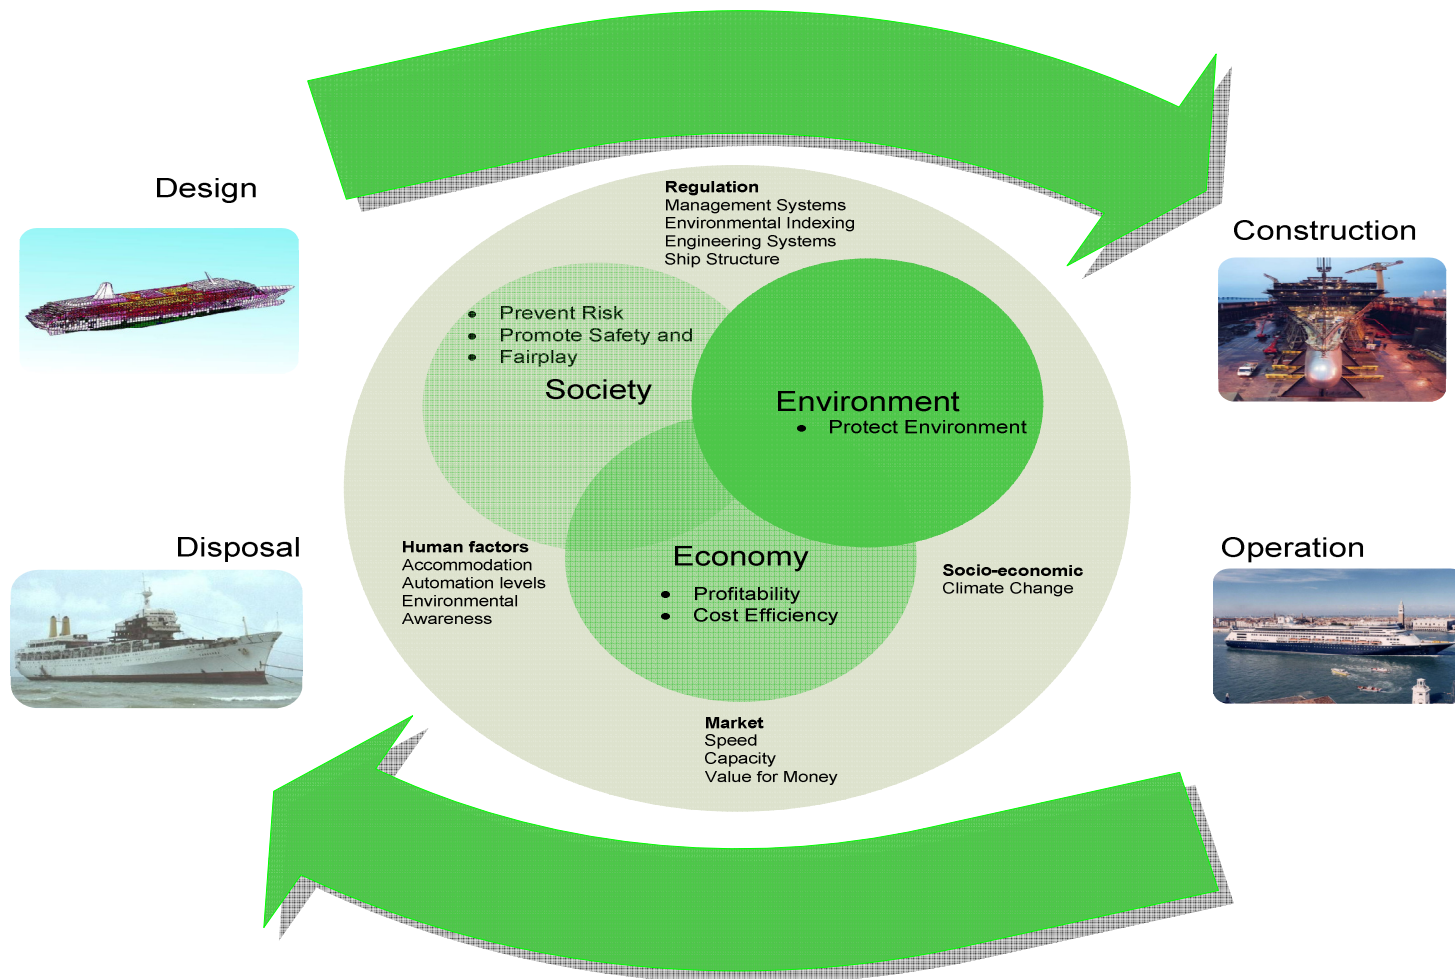 Design
Construction
Regulation
Management Systems
Environmental Indexing
Engineering Systems
Ship Structure
• Prevent Risk
• Promote Safety and
• Fairplay
Society
Environment
• Protect Environment
Disposal
Operation
Human factors
Accommodation
Automation levels
Environmental
Awareness
Economy
• Profitability
• Cost Efficiency
Socio-economic
Climate Change
Market
Speed
Capacity
Value for Money